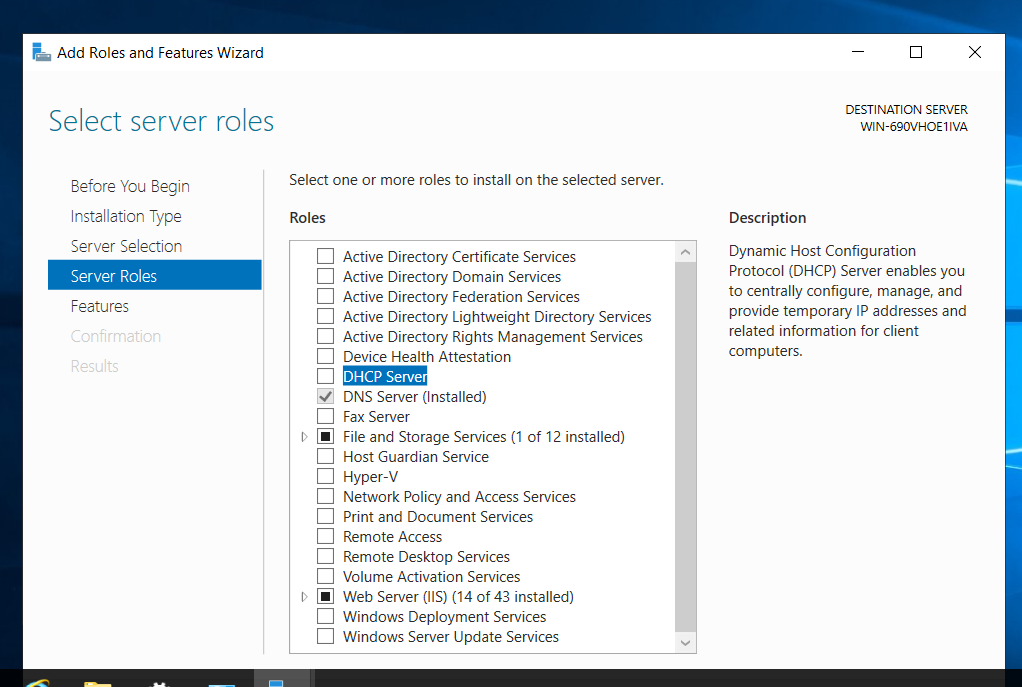 Add Roles and Features Wizard
Select server roles
DESTINATION SERVER
WIN-690VHOE1IVA
Before You Begin
Installation Type
Server Selection
Server Roles
Features
Confirmation
Results
Select one or more roles to install on the selected server.
Roles
Active Directory Certificate Services
Active Directory Domain Services
Active Directory Federation Services
Active Directory Lightweight Directory Services
Active Directory Rights Management Services
Device Health Attestation
DHCP Server
DNS Server (Installed)
Fax Server
File and Storage Services (1 of 12 installed)
Host Guardian Service
Hyper-V
Network Policy and Access Services
Print and Document Services
Remote Access
Remote Desktop Services
Volume Activation Services
Web Server (IIS) (14 of 43 installed)
Windows Deployment Services
Windows Server Update Services
Description
Dynamic Host Configuration
Protocol (DHCP) Server enables you
to centrally configure, manage, and
provide temporary IP addresses and
related information for client
computers.